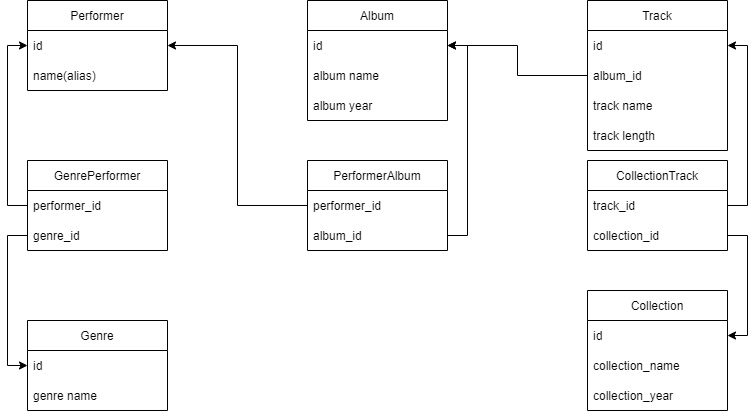 Performer
id
name(alias)
Album
id
album name
album year
Track
id
album_id
track name
track length
GenrePerformer
performer_id
genre_id
PerformerAlbum
performer_id
album_id
CollectionTrack
track_id
collection_id
Genre
id
genre name
Collection
id
collection_name
collection_year